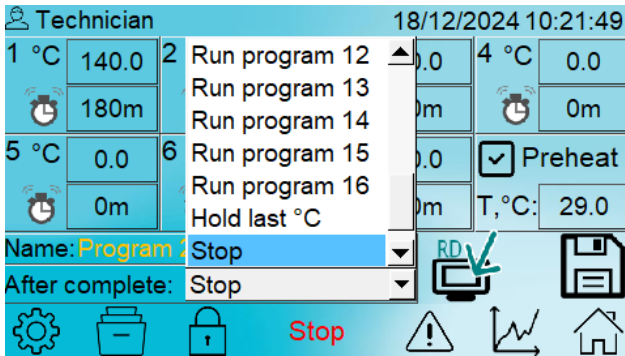 Technician 18/12/2024 10:21:49
1 °C 140.0 2 Run program 12 .0 4 °C 0.0
Run program 13
180m Run program 14 0m
Run program 15
5 °C 0.0 6 Run program 16 .0 Preheat
0m Hold last °C T,°C: 29.0
Name: Program 2 Stop RD
After complete: Stop
Stop